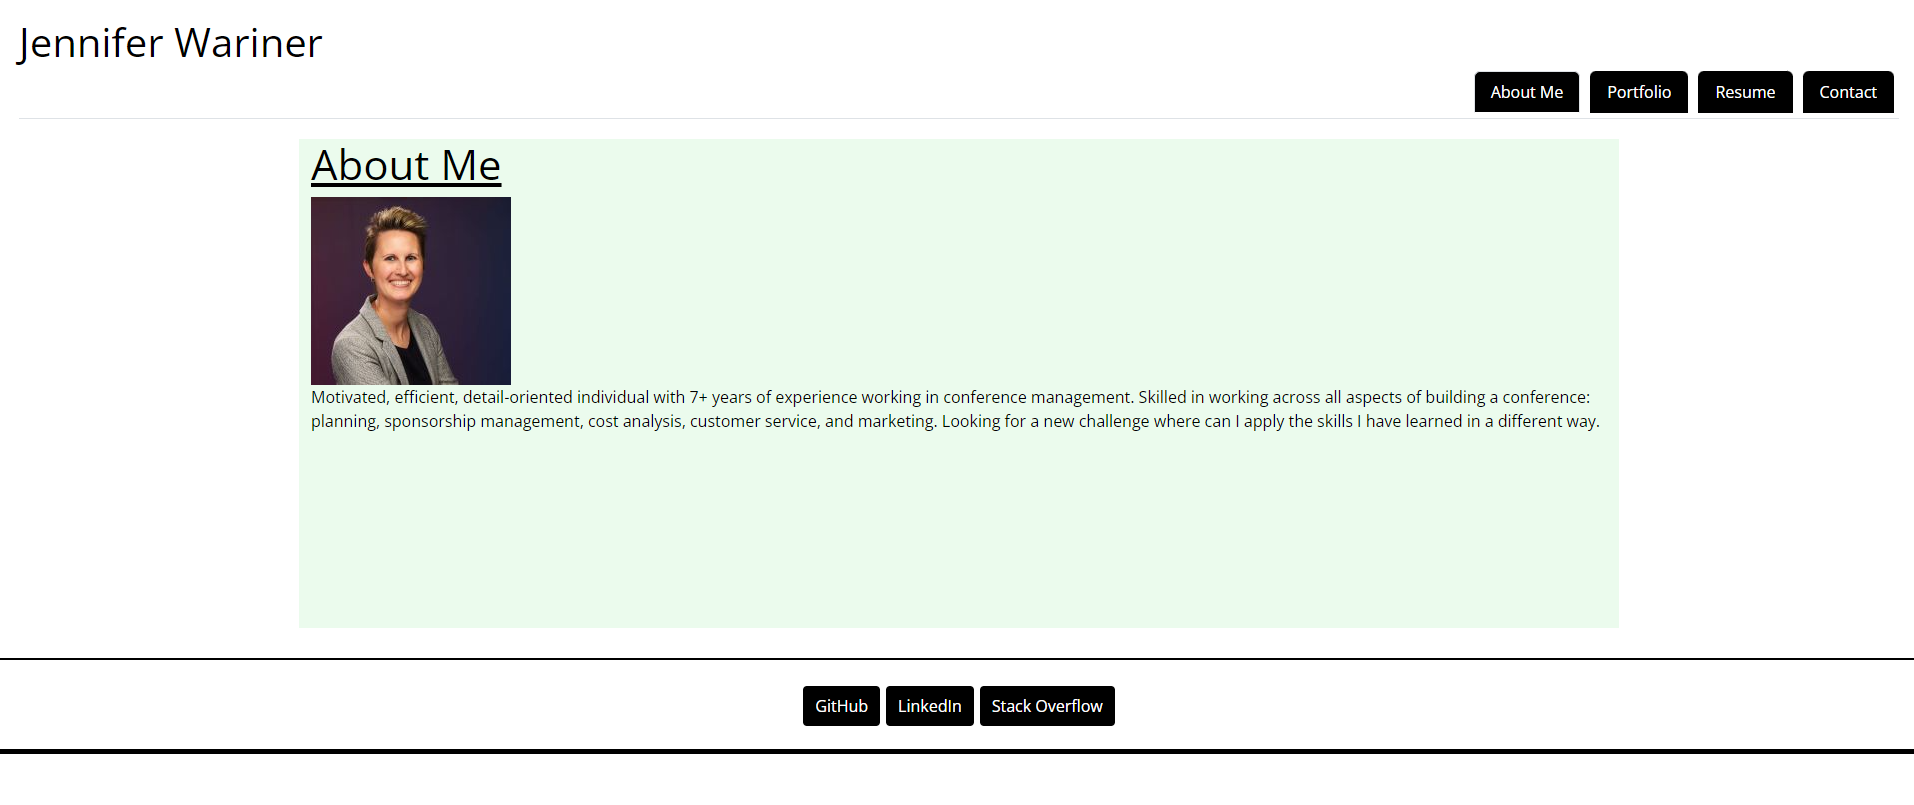 Jennifer Wariner
About Me
Portfolio
Resume
Contact
About Me
Motivated, efficient, detail-oriented individual with 7+ years of experience working in conference management. Skilled in working across all aspects of building a conference:
planning, sponsorship management, cost analysis, customer service, and marketing. Looking for a new challenge where can I apply the skills I have learned in a different way.
GitHub
LinkedIn
Stack Overflow